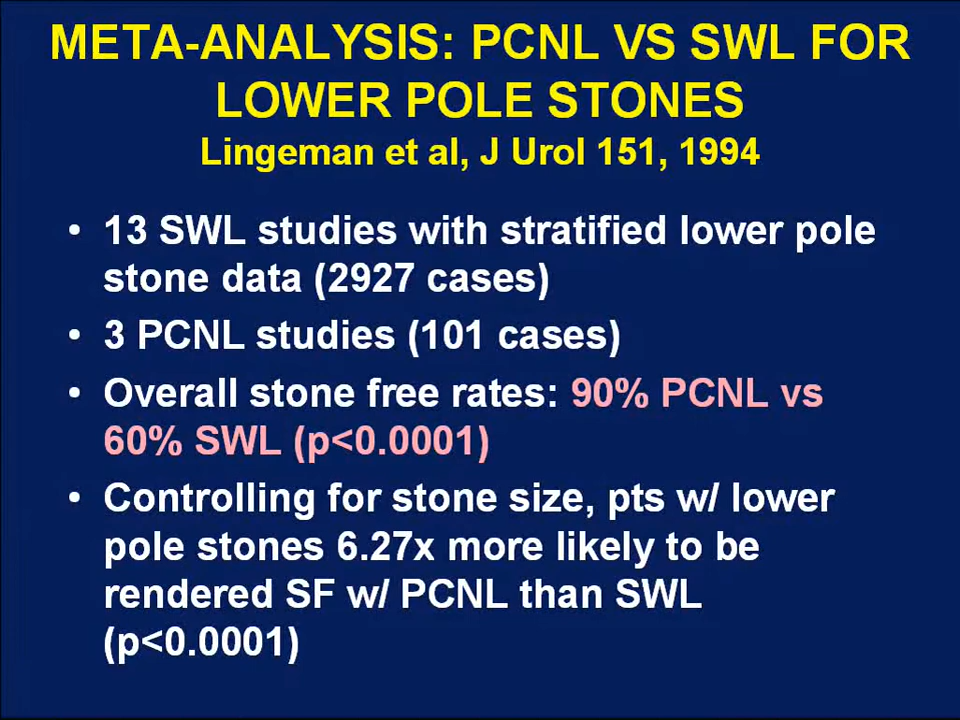 META-ANALYSIS: PCNL VS SWL FOR
LOWER POLE STONES
Lingeman et al, J Urol 151, 1994
• 13 SWL studies with stratified lower pole
stone data (2927 cases)
• 3 PCNL studies (101 cases)
• Overall stone free rates: 90% PCNL vs
60% SWL (p<0.0001)
• Controlling for stone size, pts w/ lower
pole stones 6.27x more likely to be
rendered SF w/ PCNL than SWL
(p<0.0001)